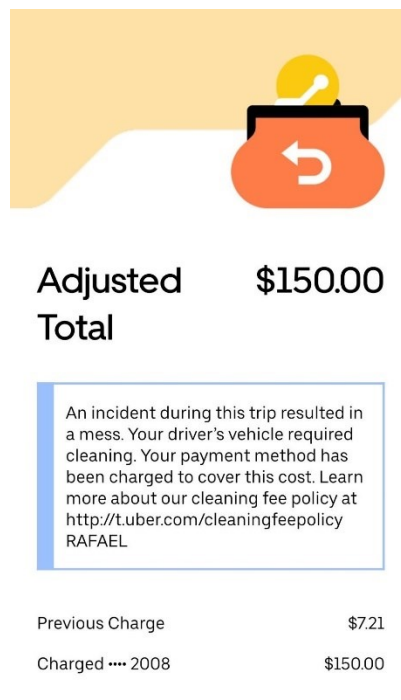 Adjusted $150.00
Total
An incident during this trip resulted in
a mess. Your driver's vehicle required
cleaning. Your payment method has
been charged to cover this cost. Learn
more about our cleaning fee policy at
http://t.uber.com/cleaningfeepolicy
RAFAEL
Previous Charge $7.21
Charged •••• 2008 $150.00